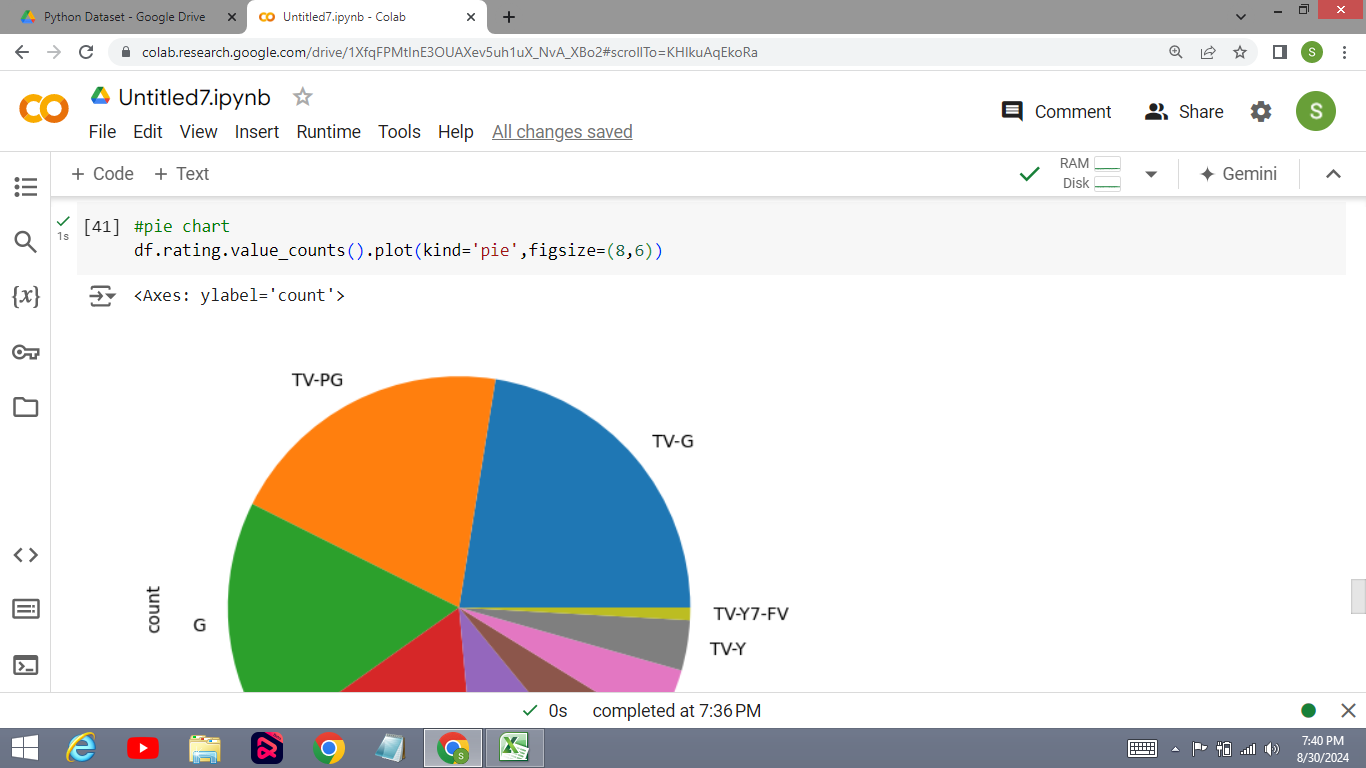 Python Dataset - Google Drive
Untitled7.ipynb - Colab
colab.research.google.com/drive/1XfqFPMtInE3OUAXev5uh1uX_NvA_XBo2#scrollTo=KHIkuAqEkoRa
S
Untitled7.ipynb
Comment
Share
S
File Edit View Insert Runtime Tools Help All changes saved
+ Code + Text
RAM
Disk
Gemini
[41] #pie chart
1s
df.rating.value_counts().plot(kind='pie',figsize=(8,6))
{x}
<Axes: ylabel='count'>
TV-PG
TV-G
count
G
TV-Y7-FV
TV-Y
0s completed at 7:36 PM
S
7:40 PM
8/30/2024